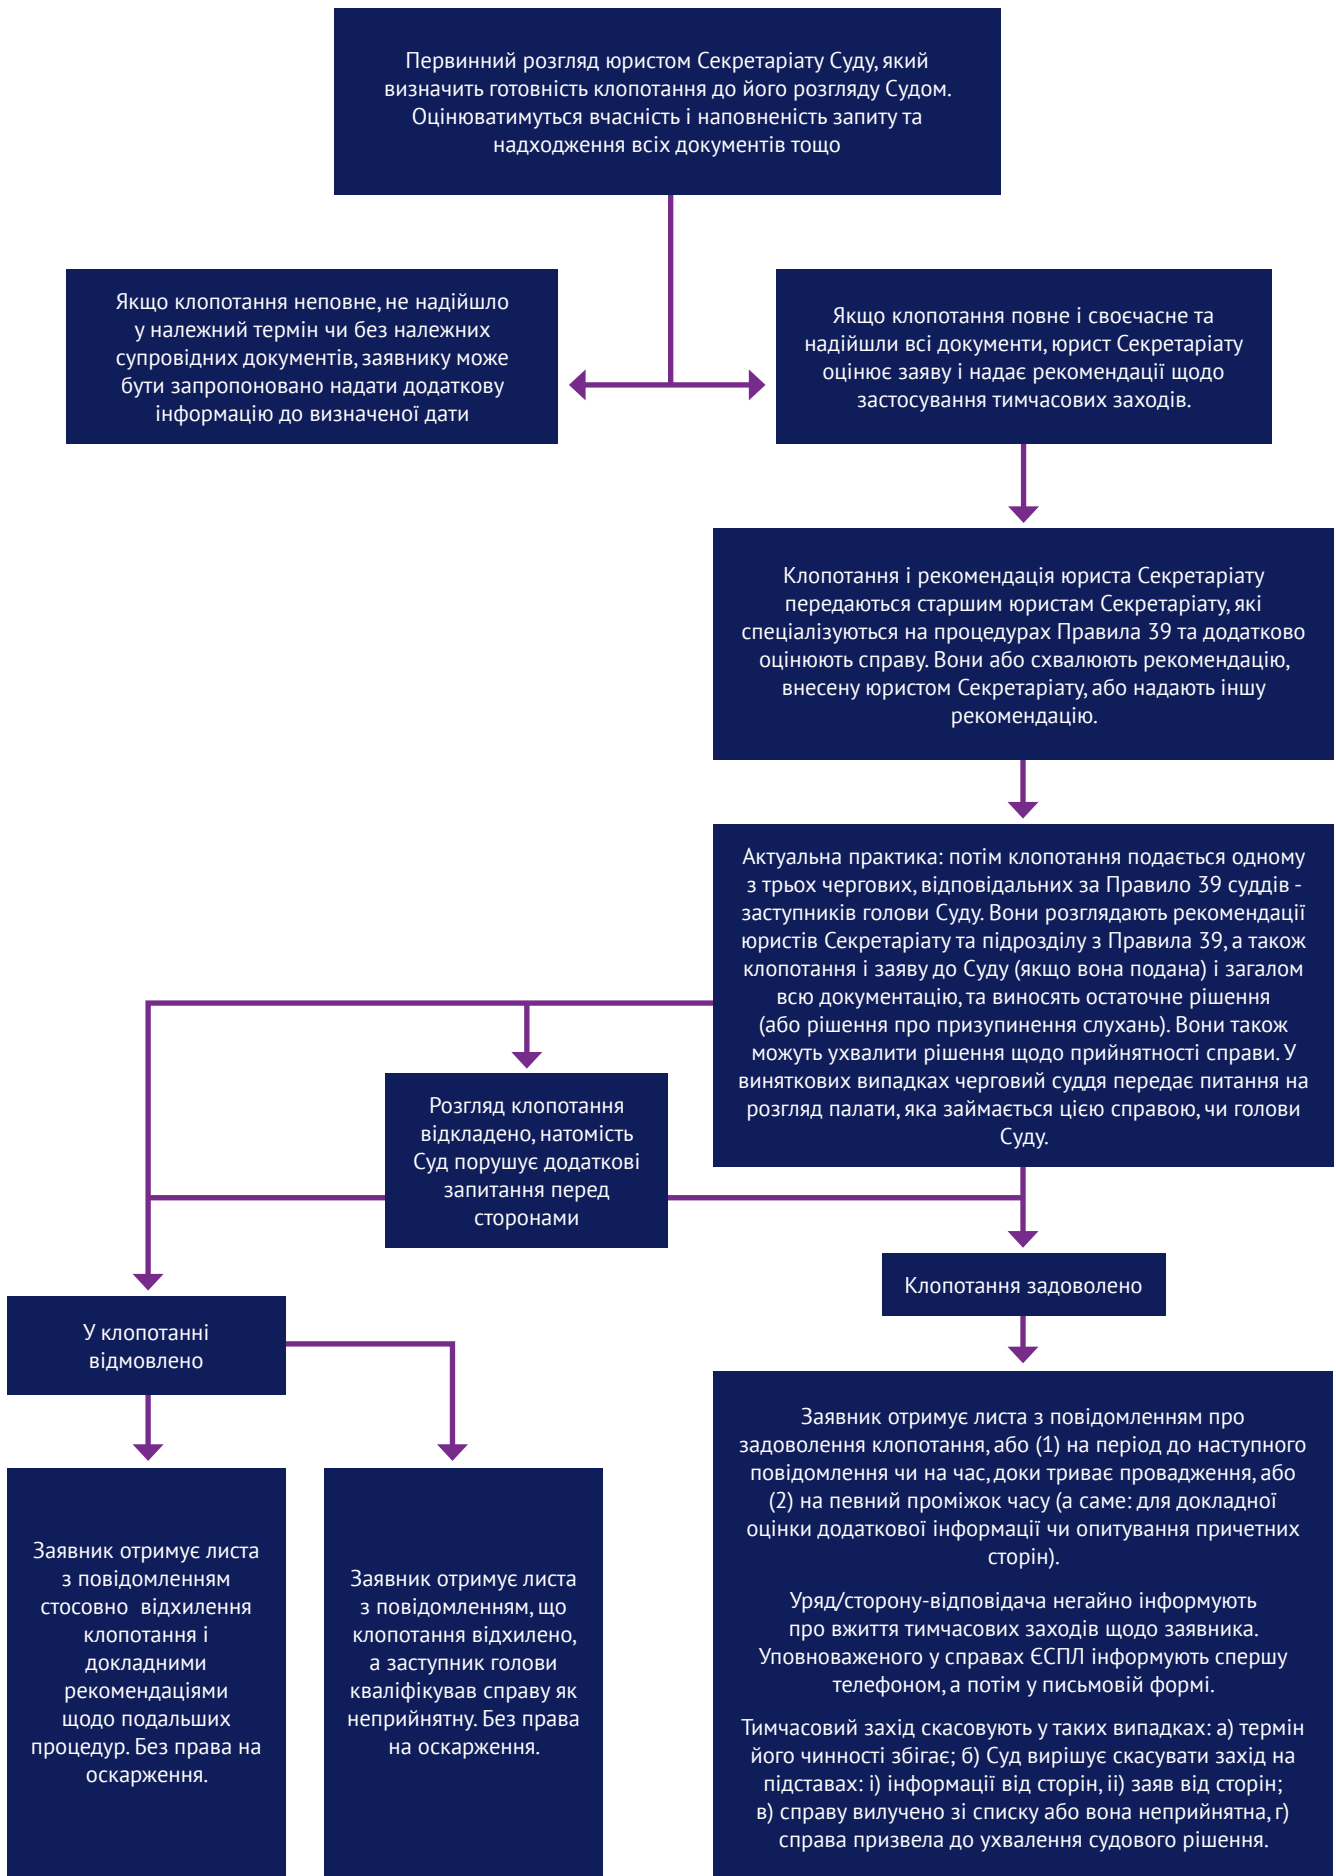 Первинний розгляд юристом Секретаріату Суду, який
визначить готовність клопотання до його розгляду Судом.
Оцінюватимуться вчасність і наповненість запиту та
надходження всіх документів тощо
Якщо клопотання неповне, не надійшло
у належний термін чи без належних
супровідних документів, заявнику може
бути запропоновано надати додаткову
інформацію до визначеної дати
Якщо клопотання повне і своєчасне та
надійшли всі документи, юрист Секретаріату
оцінює заяву і надає рекомендації щодо
застосування тимчасових заходів.
Клопотання і рекомендація юриста Секретаріату
передаються старшим юристам Секретаріату, які
спеціалізуються на процедурах Правила 39 та додатково
оцінюють справу. Вони або схвалюють рекомендацію,
внесену юристом Секретаріату, або надають іншу
рекомендацію.
Актуальна практика: потім клопотання подається одному
з трьох чергових, відповідальних за Правило 39 суддів -
заступників голови Суду. Вони розглядають рекомендації
юристів Секретаріату та підрозділу з Правила 39, а також
клопотання і заяву до Суду (якщо вона подана) і загалом
всю документацію, та виносять остаточне рішення
(або рішення про призупинення слухань). Вони також
можуть ухвалити рішення щодо прийнятності справи. У
виняткових випадках черговий суддя передає питання на
розгляд палати, яка займається цією справою, чи голови
Суду.
Розгляд клопотання
відкладено, натомість
Суд порушує додаткові
запитання перед
сторонами
Клопотання задоволено
У клопотанні
відмовлено
Заявник отримує листа
з повідомленням
стосовно відхилення
клопотання і
докладними
рекомендаціями
щодо подальших
процедур. Без права на
оскарження.
Заявник отримує листа
з повідомленням, що
клопотання відхилено,
а заступник голови
кваліфікував справу як
неприйнятну. Без права
на оскарження.
Заявник отримує листа з повідомленням про
задоволення клопотання, або (1) на період до наступного
повідомлення чи на час, доки триває провадження, або
(2) на певний проміжок часу (а саме: для докладної
оцінки додаткової інформації чи опитування причетних
сторін).
Уряд/сторону-відповідача негайно інформують
про вжиття тимчасових заходів щодо заявника.
Уповноваженого у справах ЄСПЛ інформують спершу
телефоном, а потім у письмовій формі.
Тимчасовий захід скасовують у таких випадках: а) термін
його чинності збігає; б) Суд вирішує скасувати захід на
підставах: і) інформації від сторін, іі) заяв від сторін;
в) справу вилучено зі списку або вона неприйнятна, г)
справа призвела до ухвалення судового рішення.